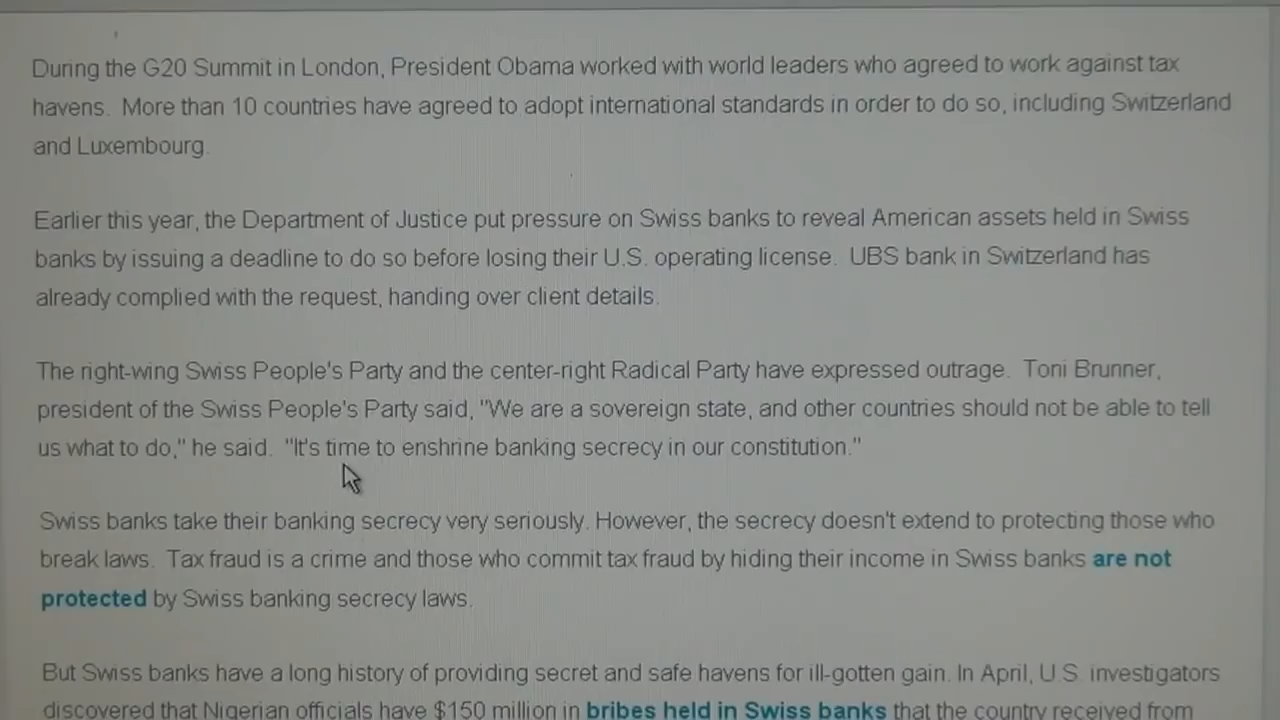 During the G20 Summit in London, President Obama worked with world leaders who agreed to work against tax
havens.  More than 10 countries have agreed to adopt international standards in order to do so, including Switzerland
and Luxembourg.
Earlier this year, the Department of Justice put pressure on Swiss banks to reveal American assets held in Swiss
banks by issuing a deadline to do so before losing their U.S. operating license.  UBS bank in Switzerland has
already complied with the request, handing over client details.
The right-wing Swiss People's Party and the center-right Radical Party have expressed outrage.  Toni Brunner,
president of the Swiss People's Party said, "We are a sovereign state, and other countries should not be able to tell
us what to do," he said.  "It's time to enshrine banking secrecy in our constitution."
Swiss banks take their banking secrecy very seriously. However, the secrecy doesn't extend to protecting those who
break laws.  Tax fraud is a crime and those who commit tax fraud by hiding their income in Swiss banks are not
protected by Swiss banking secrecy laws.
But Swiss banks have a long history of providing secret and safe havens for ill-gotten gain. In April, U.S. investigators
discovered that Nigerian officials have $150 million in bribes held in Swiss banks that the country received from